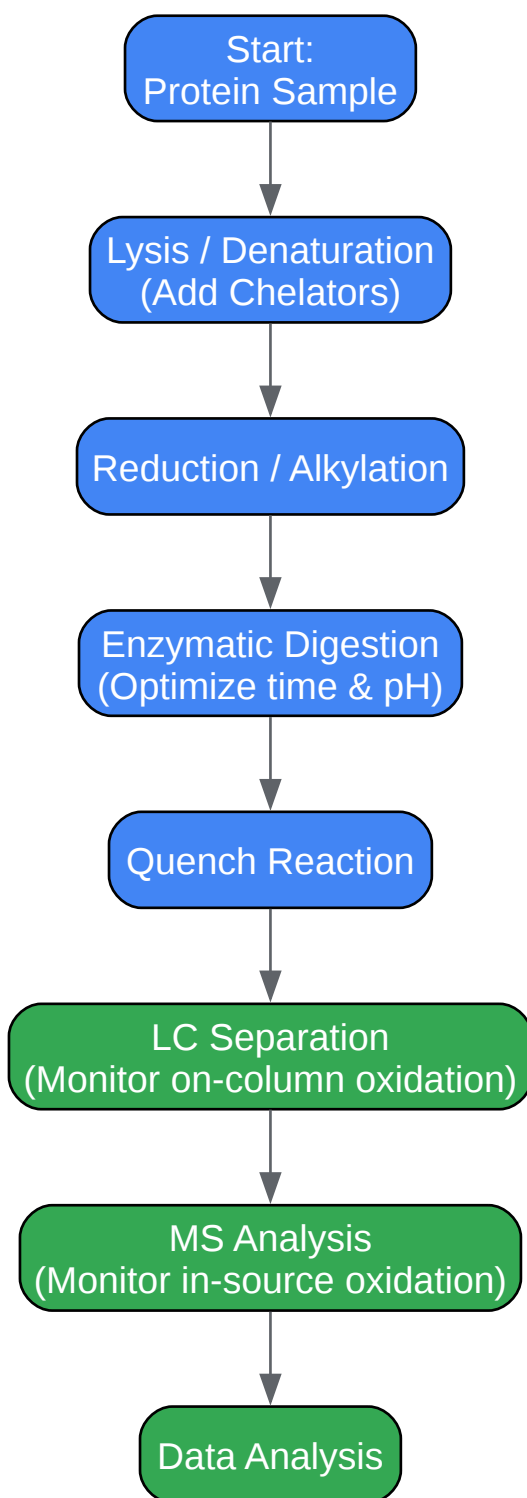 Start:
Protein Sample
Lysis / Denaturation
(Add Chelators)
Reduction / Alkylation
Enzymatic Digestion
(Optimize time & pH)
Quench Reaction
LC Separation
(Monitor on-column oxidation)
MS Analysis
(Monitor in-source oxidation)
Data Analysis